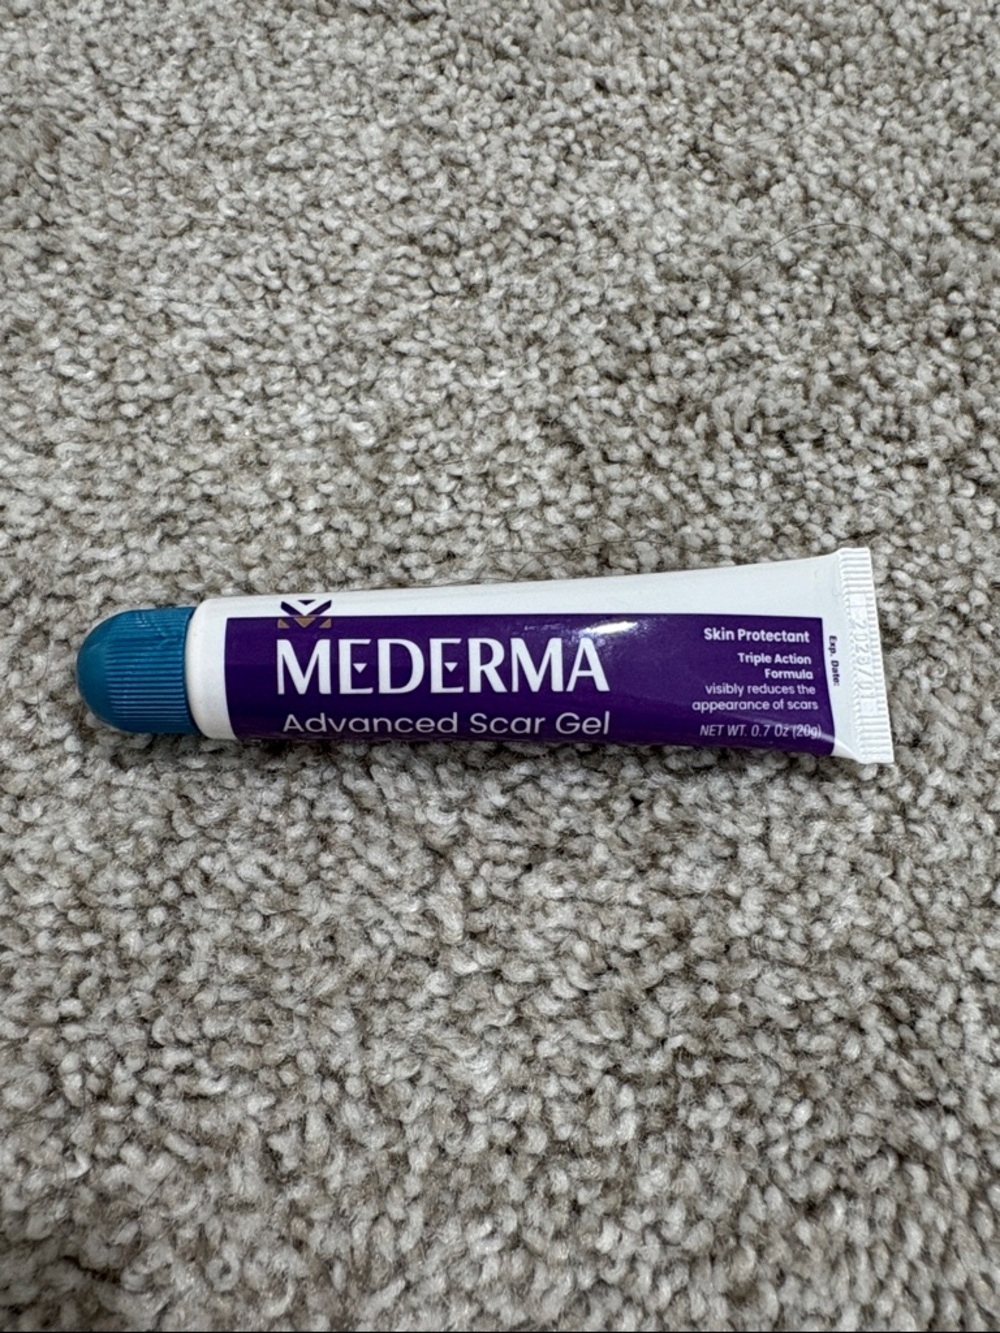 MEDERMA
Advanced Scar Gel
Skin Protectant
Triple Action
Formula
visibly reduces the
appearance of scars
NET WT. 0.7 Oz (20g)
Exp. Date: